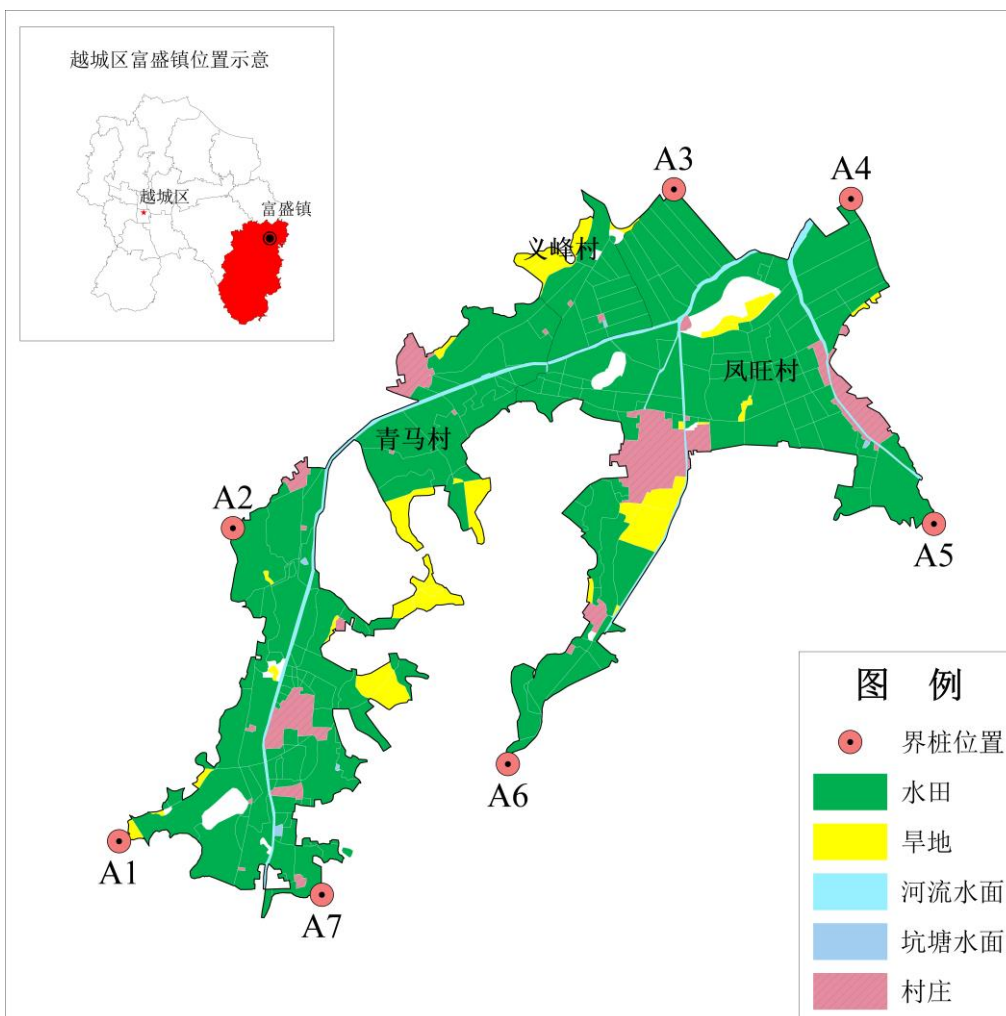 越城区富盛镇位置示意
越城区
富盛镇
A3
A4
义峰村
凤旺村
青马村
A2
A5
A6
A1
A7
图 例
界桩位置
水田
旱地
河流水面
坑塘水面
村庄